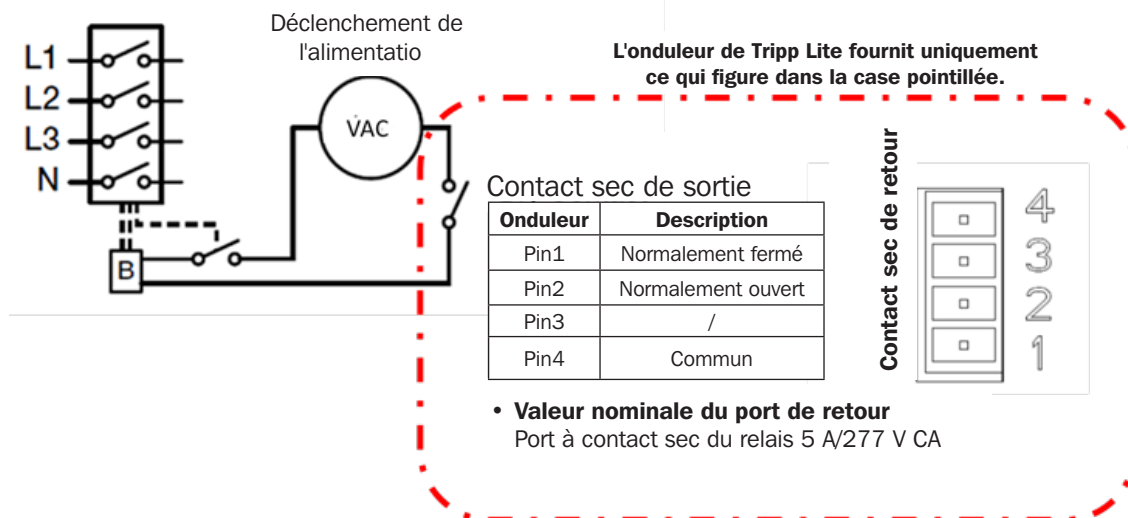 Déclenchement de
l'alimentatio
L1
L2
L3
N
VAC
B
L'onduleur de Tripp Lite fournit uniquement
ce qui figure dans la case pointillée.
Contact sec de sortie
Onduleur Description
Pin1 Normalement fermé
Pin2 Normalement ouvert
Pin3 /
Pin4 Commun
Contact sec de retour
4
3
2
1
• Valeur nominale du port de retour
Port à contact sec du relais 5 A/277 V CA